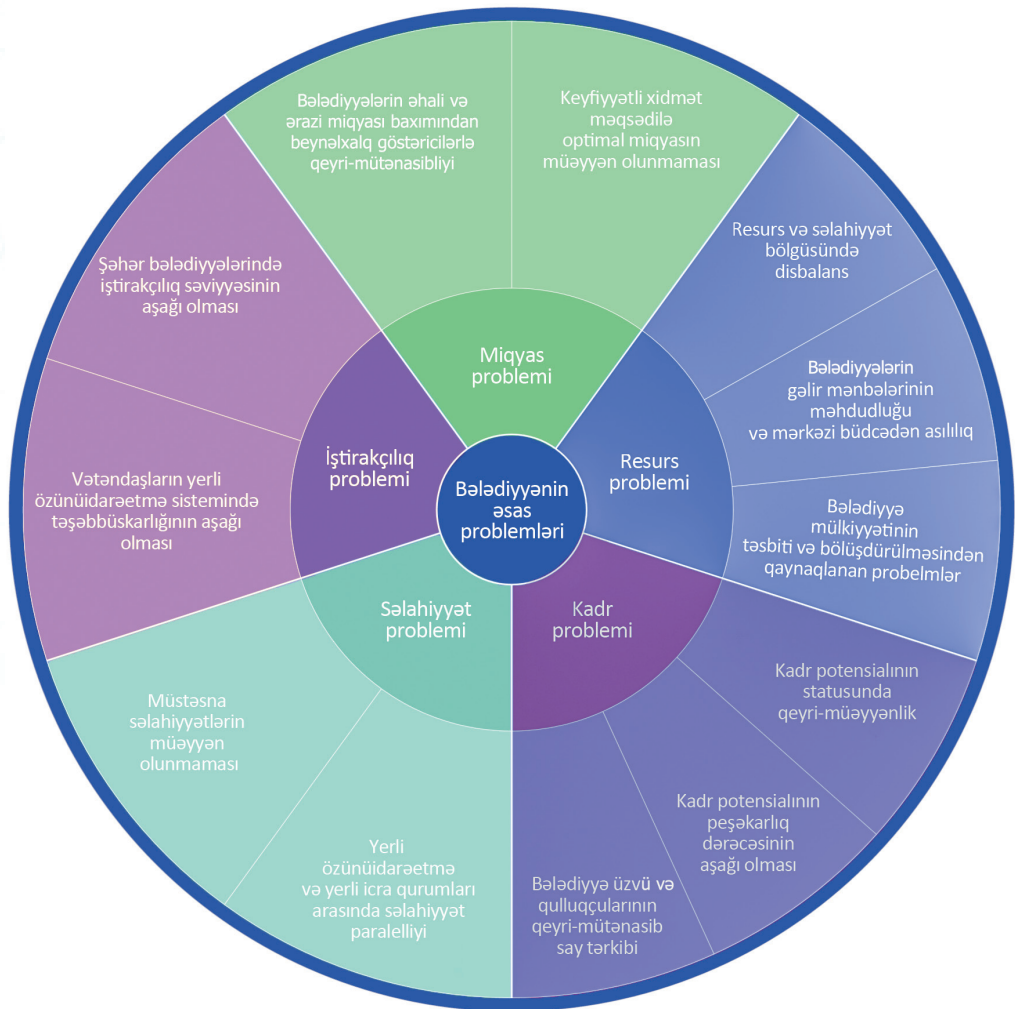 Bələdiyyənin
əsas
problemləri
Miqyas
problemi
Bələdiyyələrin əhali və
ərazi miqyası baxımından
beynəlxalq göstəricilərlə
qeyri-mütənasibliyi
Keyfiyyətli xidmət
məqsədilə
optimal miqyasın
müəyyən olunmaması
Resurs
problemi
Resurs və səlahiyyət
bölgüsündə
disbalans
Bələdiyyələrin
gəlir mənbələrinin
məhdudluğu
və mərkəzi büdcədən asılılıq
Bələdiyyə
mülkiyyətinin
təsbiti və bölüşdürülməsindən
qaynaqlanan probelmlər
Kadr
problemi
Kadr potensialının
statusunda
qeyri-müəyyənlik
Kadr potensialının
peşəkarlıq
dərəcəsinin
aşağı olması
Bələdiyyə üzvü və
qulluqçularının
qeyri-mütənasib
say tərkibi
Səlahiyyət
problemi
Yerli
özünüidarəetmə
və yerli icra qurumları
arasında səlahiyyət
paralelliyi
Müstəsna
səlahiyyətlərin
müəyyən
olunmaması
İştirakçılıq
problemi
Vətəndaşların yerli
özünüidarəetmə sistemində
təşəbbüskarlığının aşağı
olması
Şəhər bələdiyyələrində
iştirakçılıq səviyyəsinin
aşağı olması